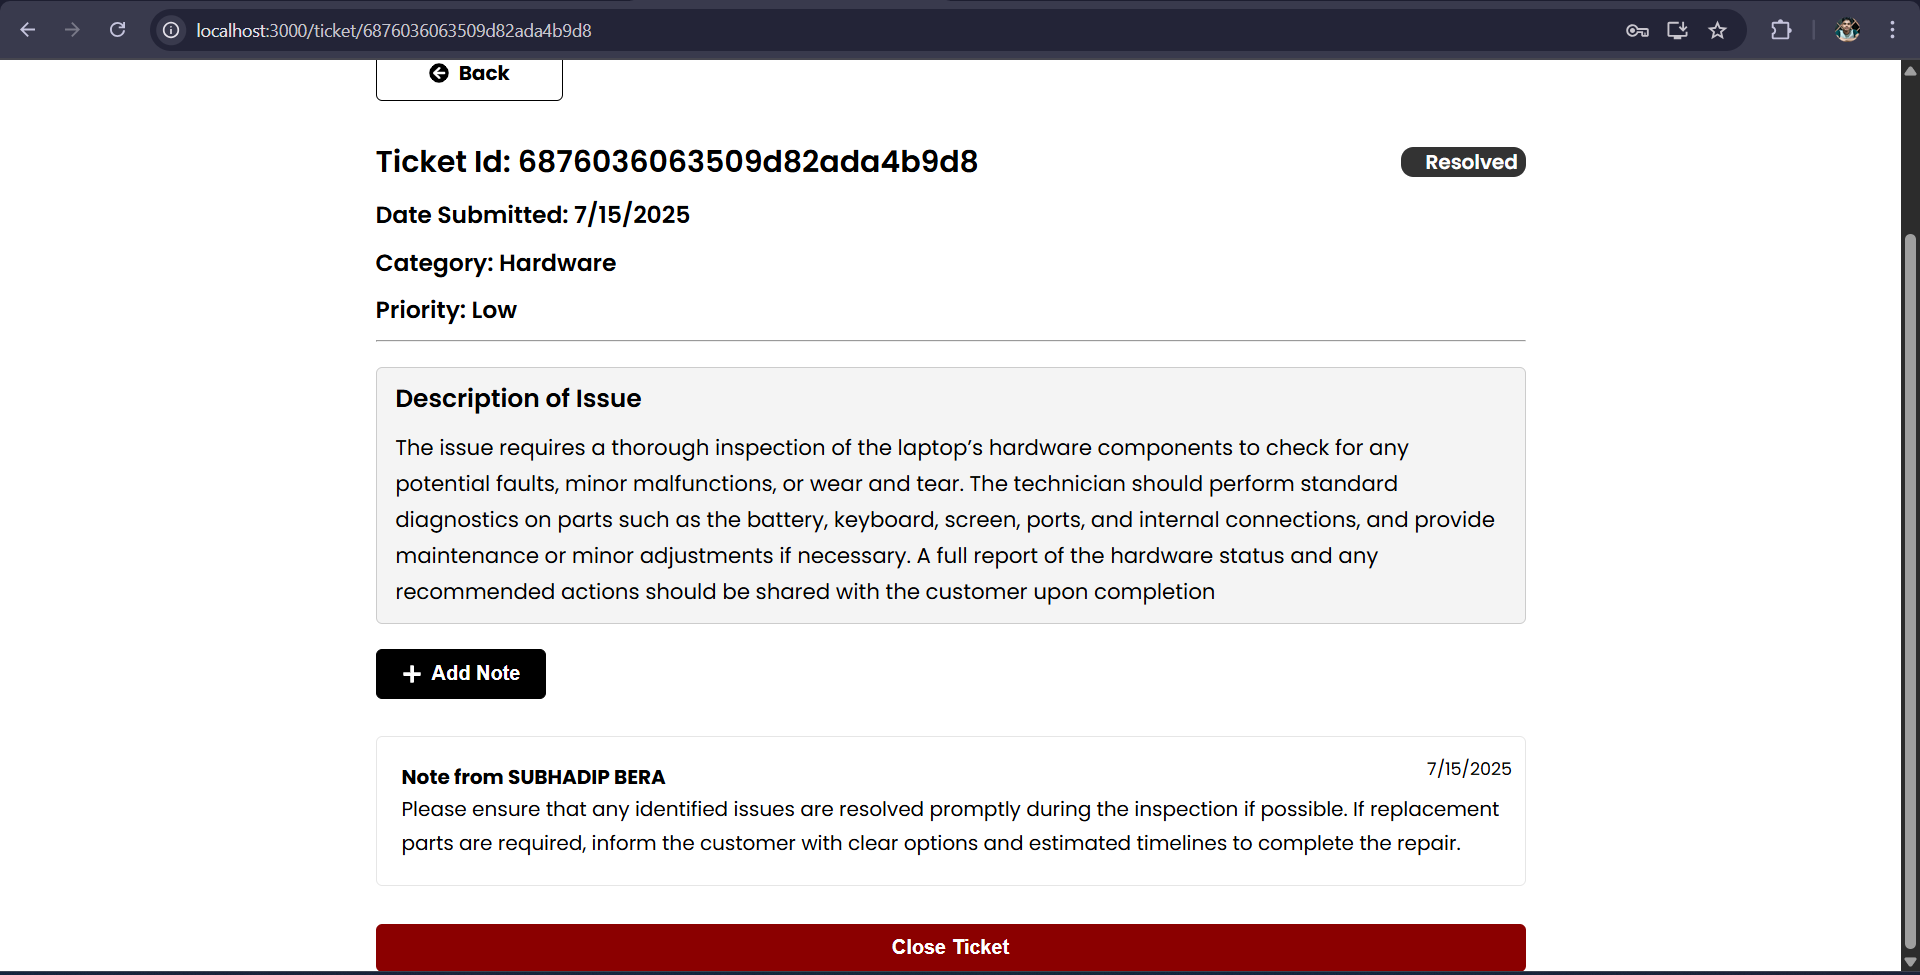 localhost:3000/ticket/6876036063509d82ada4b9d8
Back
Ticket Id: 6876036063509d82ada4b9d8
Resolved
Date Submitted: 7/15/2025
Category: Hardware
Priority: Low
Description of Issue
The issue requires a thorough inspection of the laptop’s hardware components to check for any
potential faults, minor malfunctions, or wear and tear. The technician should perform standard
diagnostics on parts such as the battery, keyboard, screen, ports, and internal connections, and provide
maintenance or minor adjustments if necessary. A full report of the hardware status and any
recommended actions should be shared with the customer upon completion
Add Note
Note from SUBHADIP BERA
7/15/2025
Please ensure that any identified issues are resolved promptly during the inspection if possible. If replacement
parts are required, inform the customer with clear options and estimated timelines to complete the repair.
Close Ticket